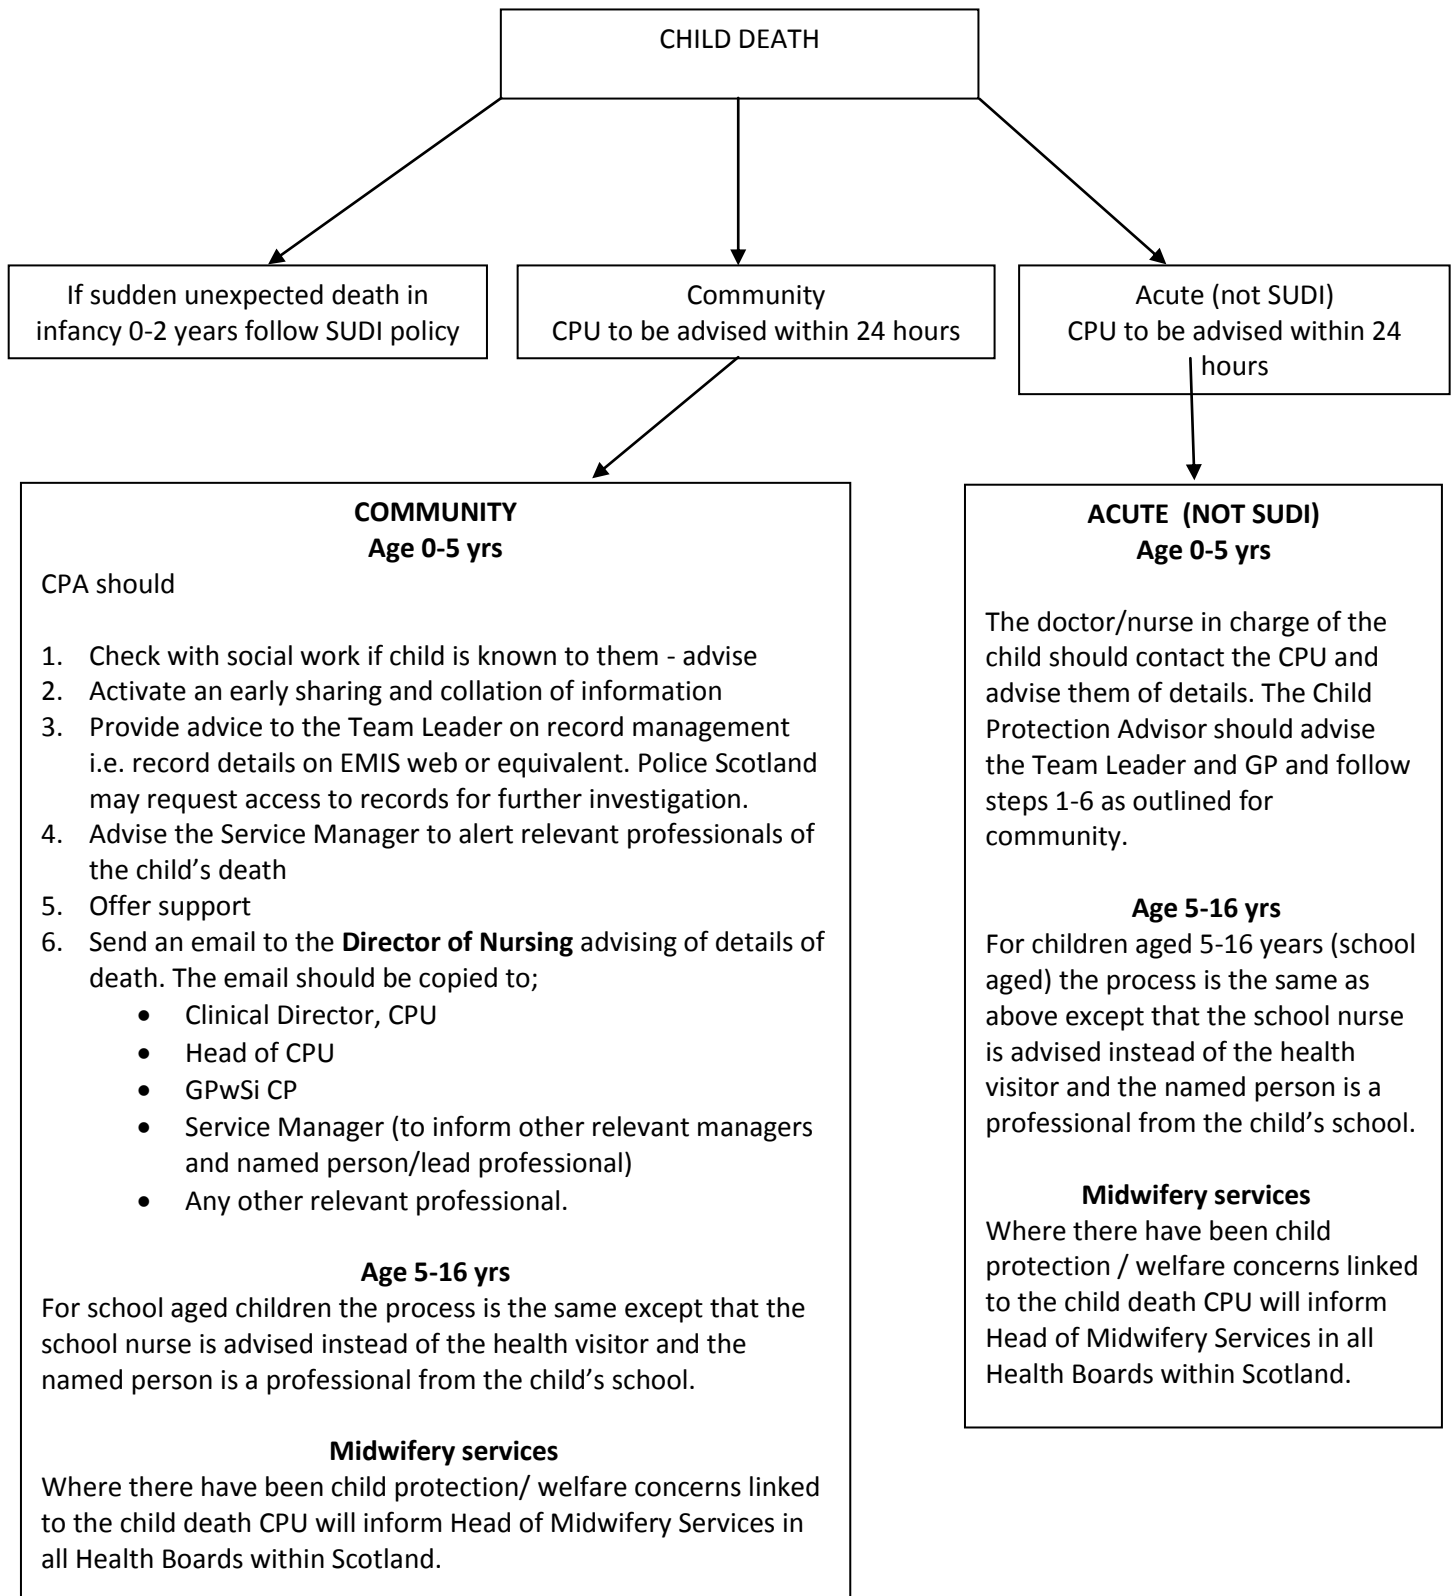 CHILD DEATH
If sudden unexpected death in
infancy 0-2 years follow SUDI policy
Community
CPU to be advised within 24 hours
Acute (not SUDI)
CPU to be advised within 24
hours
COMMUNITY
Age 0-5 yrs
CPA should
1. Check with social work if child is known to them - advise
2. Activate an early sharing and collation of information
3. Provide advice to the Team Leader on record management
i.e. record details on EMIS web or equivalent. Police Scotland
may request access to records for further investigation.
4. Advise the Service Manager to alert relevant professionals of
the child’s death
5. Offer support
6. Send an email to the Director of Nursing advising of details of
death. The email should be copied to;
• Clinical Director, CPU
• Head of CPU
• GPwSi CP
• Service Manager (to inform other relevant managers
and named person/lead professional)
• Any other relevant professional.
Age 5-16 yrs
For school aged children the process is the same except that the
school nurse is advised instead of the health visitor and the
named person is a professional from the child’s school.
Midwifery services
Where there have been child protection/ welfare concerns linked
to the child death CPU will inform Head of Midwifery Services in
all Health Boards within Scotland.
ACUTE (NOT SUDI)
Age 0-5 yrs
The doctor/nurse in charge of the
child should contact the CPU and
advise them of details. The Child
Protection Advisor should advise
the Team Leader and GP and follow
steps 1-6 as outlined for
community.
Age 5-16 yrs
For children aged 5-16 years (school
aged) the process is the same as
above except that the school nurse
is advised instead of the health
visitor and the named person is a
professional from the child’s school.
Midwifery services
Where there have been child
protection / welfare concerns linked
to the child death CPU will inform
Head of Midwifery Services in all
Health Boards within Scotland.